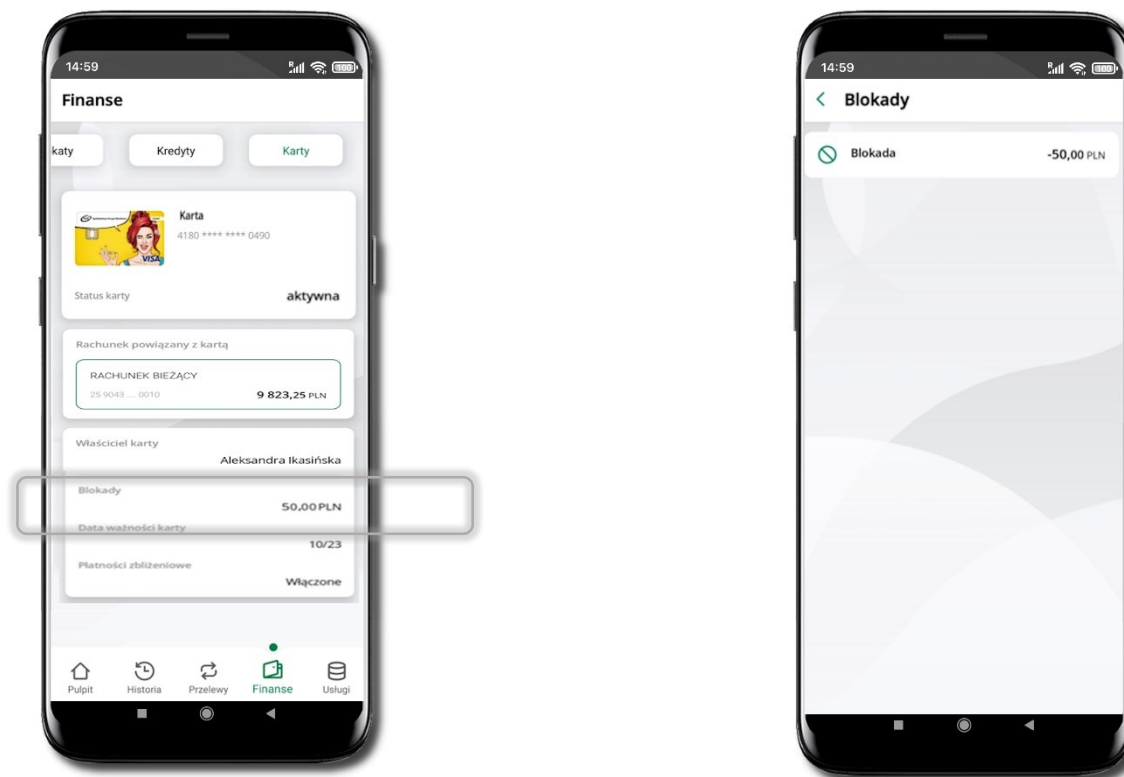 14:59
Finanse
katy
Kredyty
Karty
Karta
4180 **** **** 0490
VISA
Status karty
aktywna
Rachunek powiązany z kartą
RACHUNEK BIEŻĄCY
25 9043 .... 0010
9 823,25 PLN
Właściciel karty
Aleksandra Ikasińska
Blokady
50,00 PLN
Data ważności karty
10/23
Płatności zbliżeniowe
Włączone
Pulpit
Historia
Przelewy
Finanse
Usługi
14:59
Blokady
Blokada
-50,00 PLN